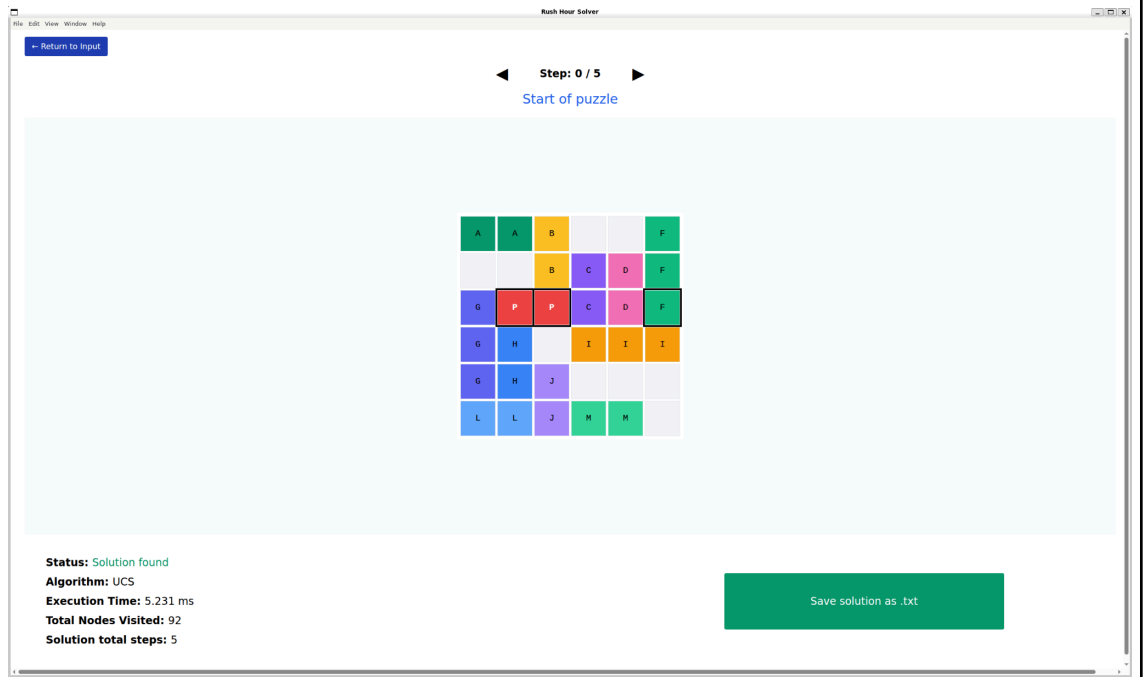 Rush Hour Solver
File Edit View Window Help
← Return to Input
◀ Step: 0 / 5 ▶
Start of puzzle
A A B F
B C D F
G P P C D F
G H I I I
G H J
L L J M M
Status: Solution found
Algorithm: UCS
Execution Time: 5.231 ms
Total Nodes Visited: 92
Solution total steps: 5
Save solution as .txt